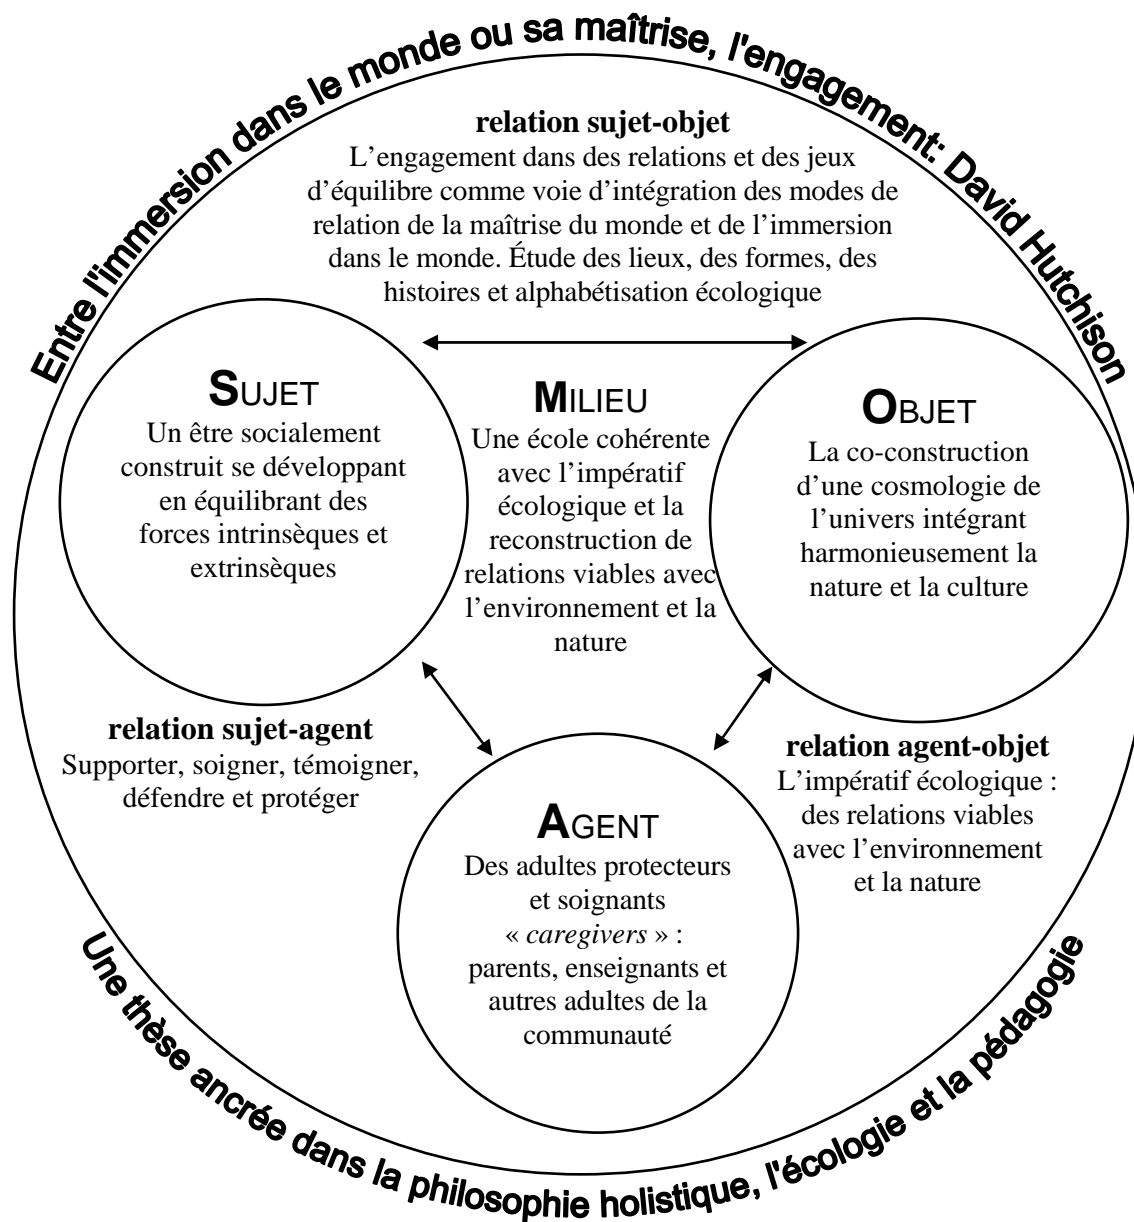 Entre l'immersion dans le monde ou sa maîtrise, l'engagement: David Hutchison
relation sujet-objet
L’engagement dans des relations et des jeux
d’équilibre comme voie d’intégration des modes de
relation de la maîtrise du monde et de l’immersion
dans le monde. Étude des lieux, des formes, des
histoires et alphabétisation écologique
SUJET
Un être socialement
construit se développant
en équilibrant des
forces intrinsèques et
extrinsèques
MILIEU
Une école cohérente
avec l’impératif
écologique et la
reconstruction de
relations viables avec
l’environnement et la
nature
OBJET
La co-construction
d’une cosmologie de
l’univers intégrant
harmonieusement la
nature et la culture
relation sujet-agent
Supporter, soigner, témoigner,
défendre et protéger
relation agent-objet
L’impératif écologique :
des relations viables
avec l’environnement
et la nature
AGENT
Des adultes protecteurs
et soignants
« caregivers » :
parents, enseignants et
autres adultes de la
communauté
Une thèse ancrée dans la philosophie holistique, l'écologie et la pédagogie